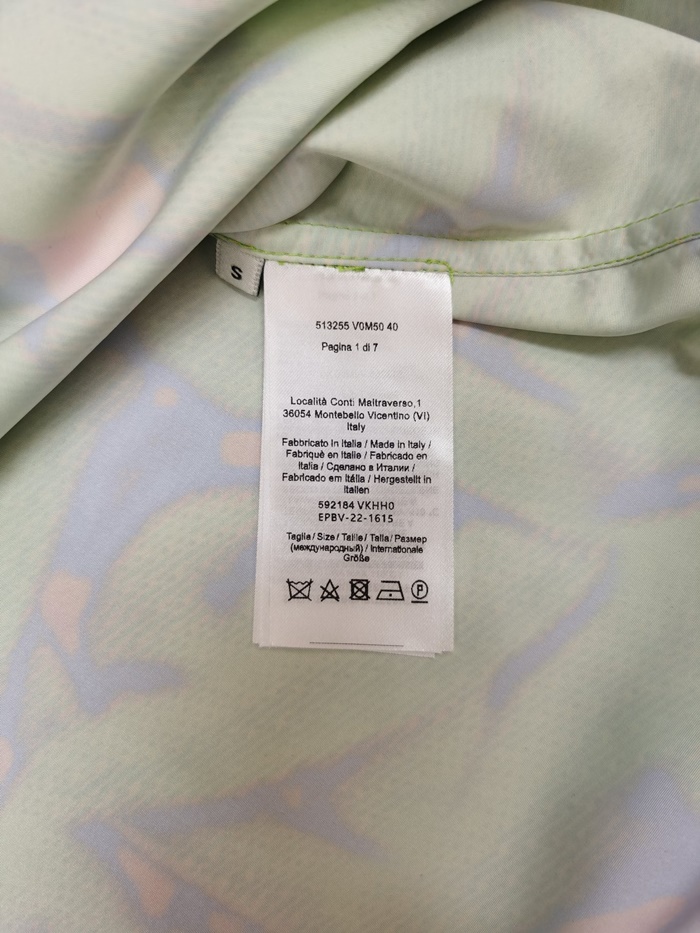 S
513255 V0M50 40
Pagina 1 di 7
Località Conti Maltraverso,1
36054 Montebello Vicentino (VI)
Italy
Fabbricato in Italia / Made in Italy /
Fabriqué en Italie / Fabricado en
Italia / Сделано в Италии /
Fabricado em Itália / Hergestellt in
Italien
592184 VKHH0
EPBV-22-1615
Taglia / Size / Taille / Talla / Размер
(международный) / Internationale
Größe
P